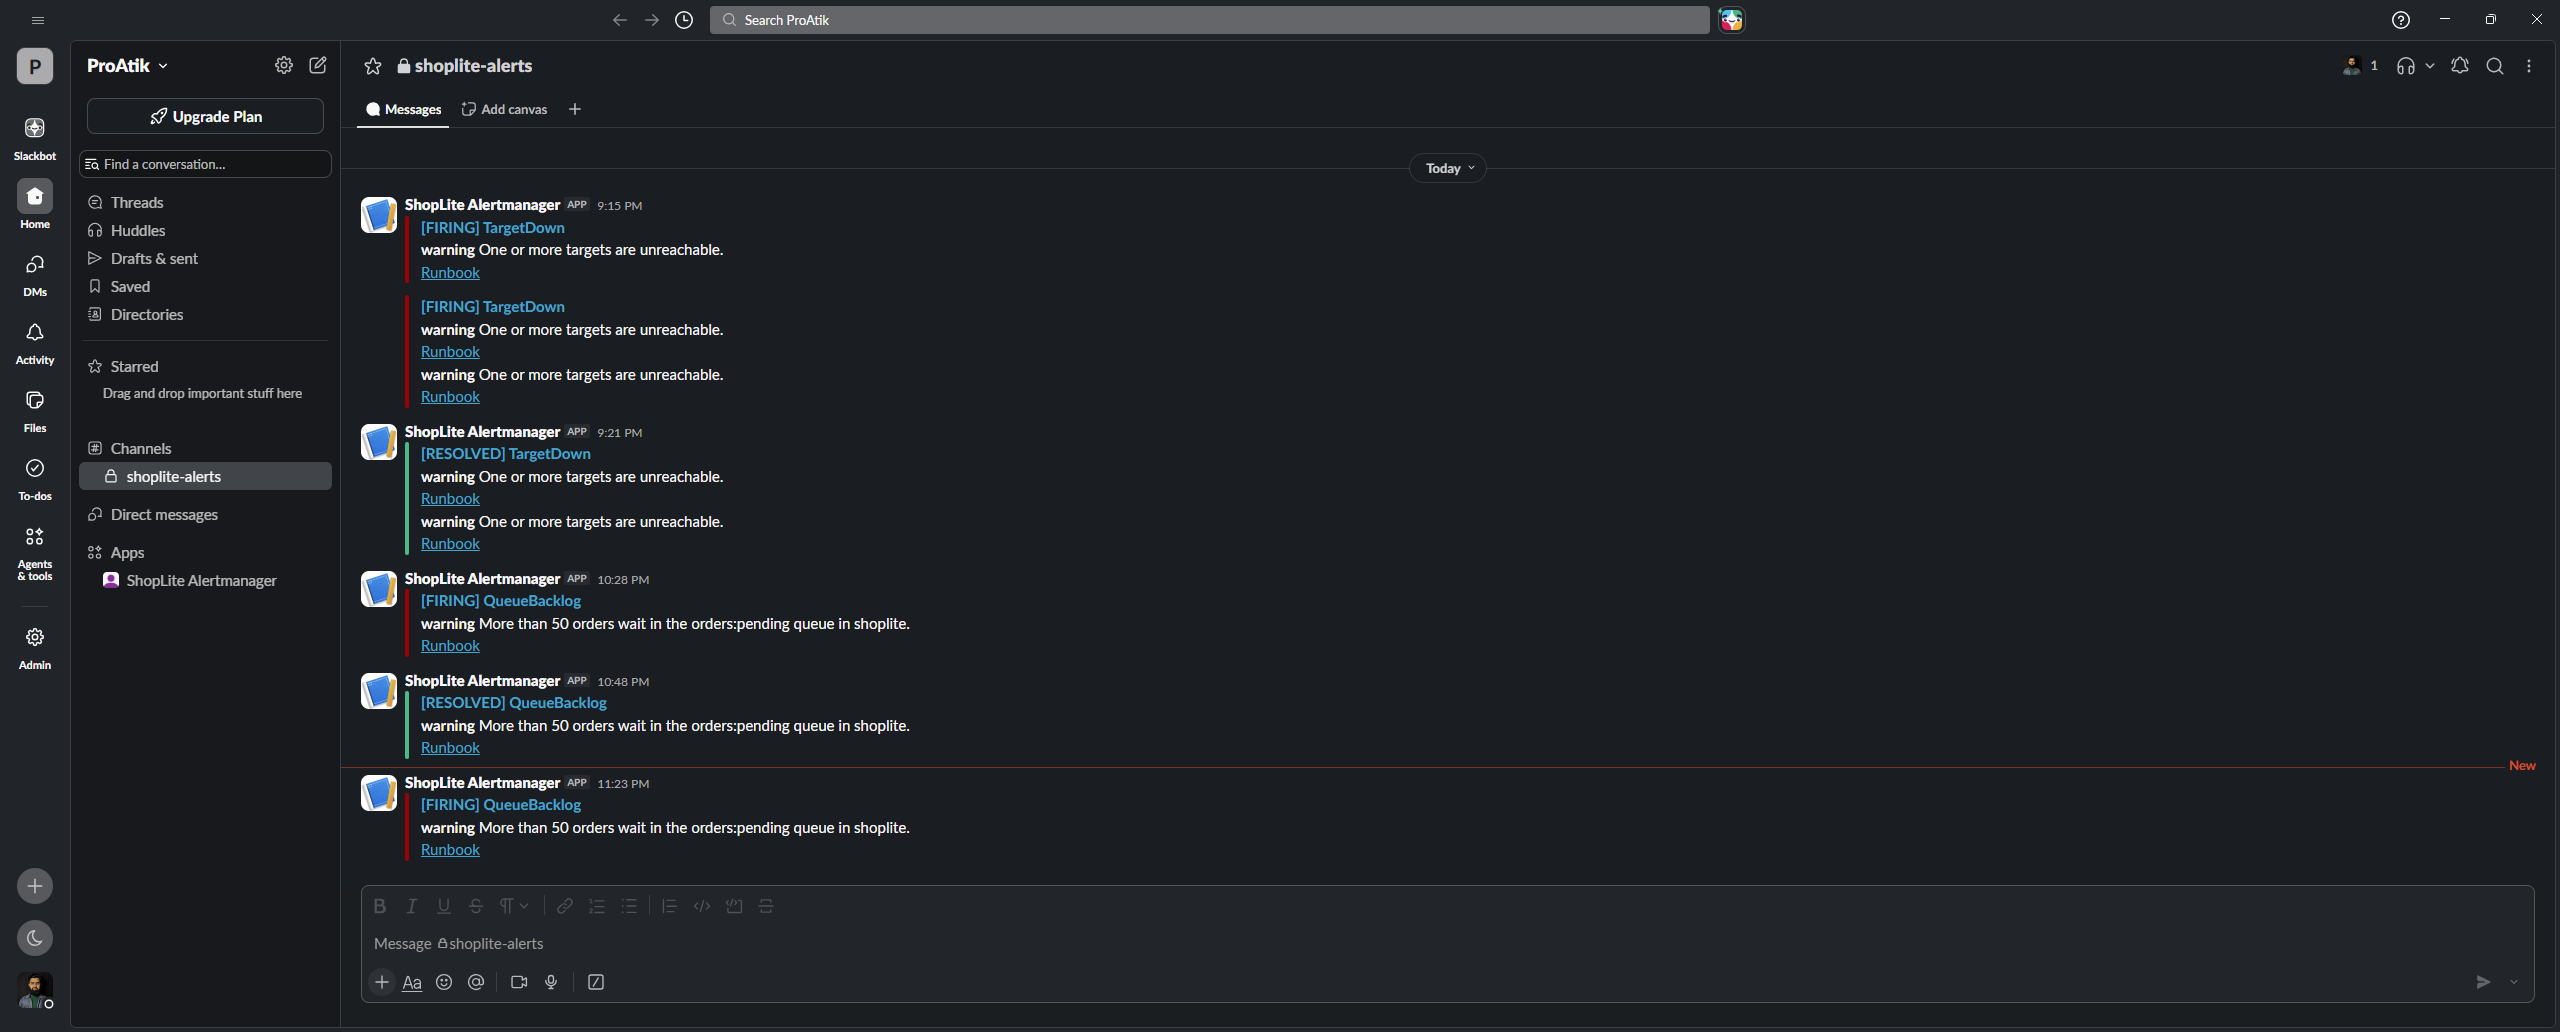 Search ProAtik
P
ProAtik
Upgrade Plan
Find a conversation...
Slackbot
Home
DMs
Activity
Files
To-dos
Agents
& tools
Admin
Threads
Huddles
Drafts & sent
Saved
Directories
Starred
Drag and drop important stuff here
Channels
shoplite-alerts
Direct messages
Apps
ShopLite Alertmanager
shoplite-alerts
1
Messages
Add canvas
Today
ShopLite Alertmanager APP 9:15 PM
[FIRING] TargetDown
warning One or more targets are unreachable.
Runbook
[FIRING] TargetDown
warning One or more targets are unreachable.
Runbook
warning One or more targets are unreachable.
Runbook
ShopLite Alertmanager APP 9:21 PM
[RESOLVED] TargetDown
warning One or more targets are unreachable.
Runbook
warning One or more targets are unreachable.
Runbook
ShopLite Alertmanager APP 10:28 PM
[FIRING] QueueBacklog
warning More than 50 orders wait in the orders:pending queue in shoplite.
Runbook
ShopLite Alertmanager APP 10:48 PM
[RESOLVED] QueueBacklog
warning More than 50 orders wait in the orders:pending queue in shoplite.
Runbook
New
ShopLite Alertmanager APP 11:23 PM
[FIRING] QueueBacklog
warning More than 50 orders wait in the orders:pending queue in shoplite.
Runbook
Message shoplite-alerts
Aa